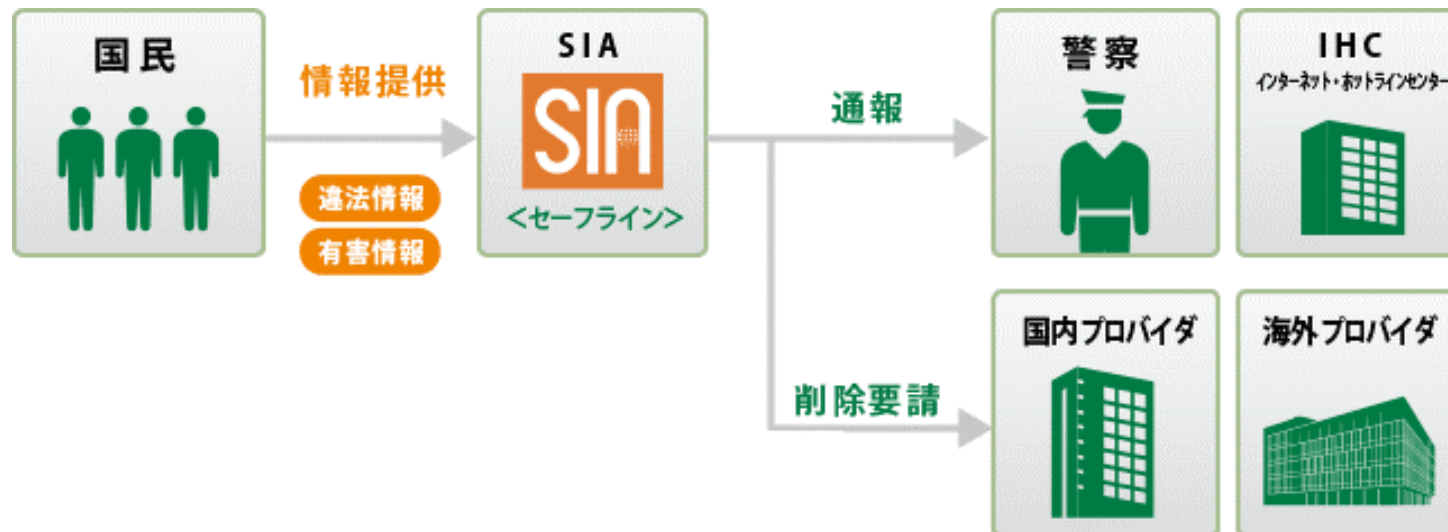 国民
情報提供
違法情報
有害情報
SIA
SIA
＜セーフライン＞
通報
削除要請
警察
IHC
インターネット・ホットラインセンター
国内プロバイダ
海外プロバイダ